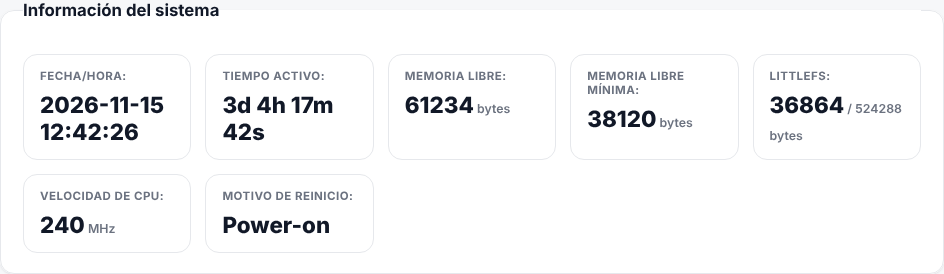 Información del sistema
FECHA/HORA:
2026-11-15
12:42:26
TIEMPO ACTIVO:
3d 4h 17m
42s
MEMORIA LIBRE:
61234 bytes
MEMORIA LIBRE
MÍNIMA:
38120 bytes
LITTLEFS:
36864 / 524288
bytes
VELOCIDAD DE CPU:
240 MHz
MOTIVO DE REINICIO:
Power-on